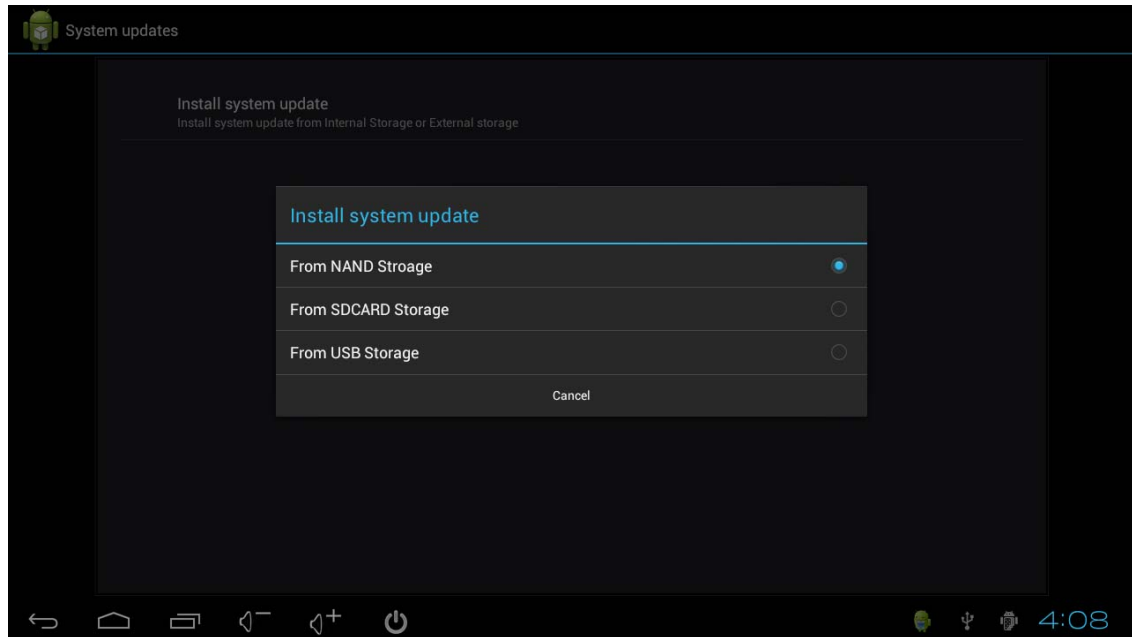 System updates
Install system update
Install system update from Internal Storage or External storage
Install system update
From NAND Stroage
From SDCARD Storage
From USB Storage
Cancel
4:08